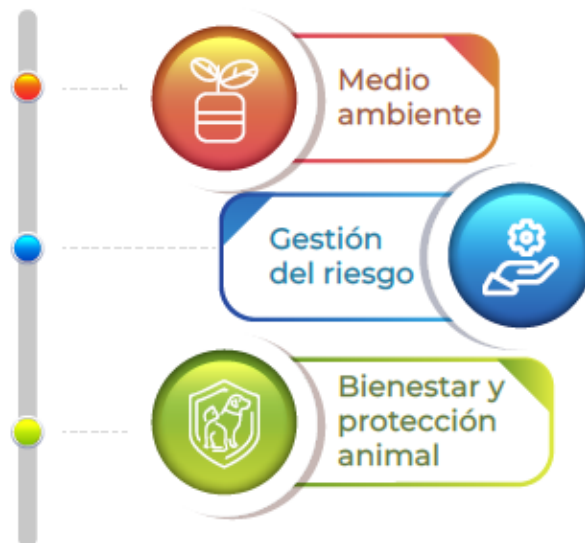 Medio
ambiente
Gestión
del riesgo
Bienestar y
protección
animal